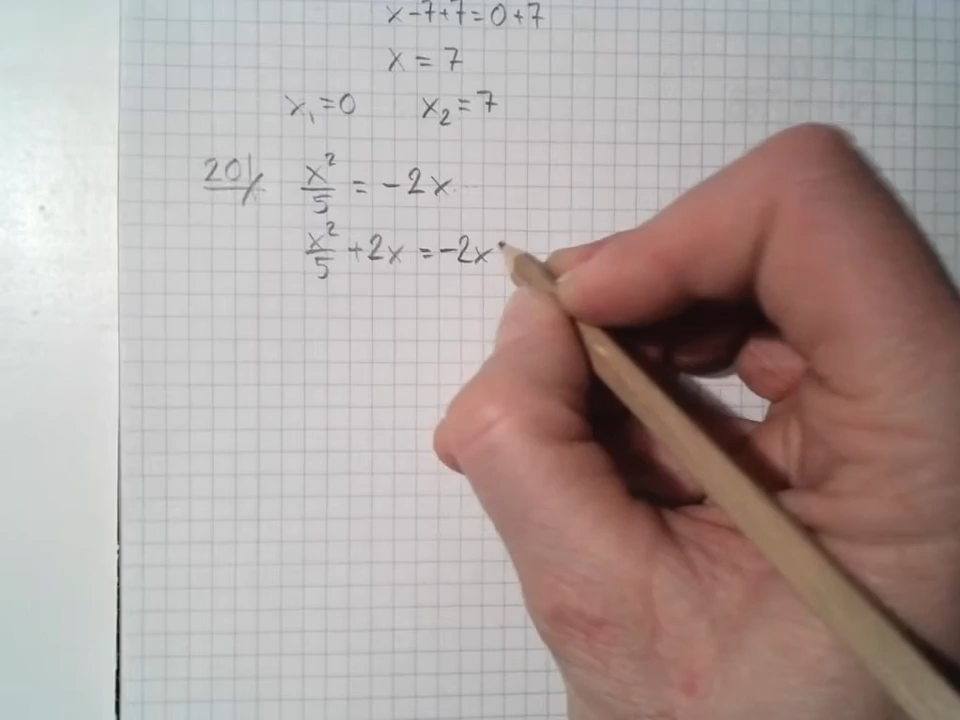 x-7+7=0+7
x=7
x₁=0 x₂=7
20/ x²/5 = -2x
x²/5 +2x = -2x